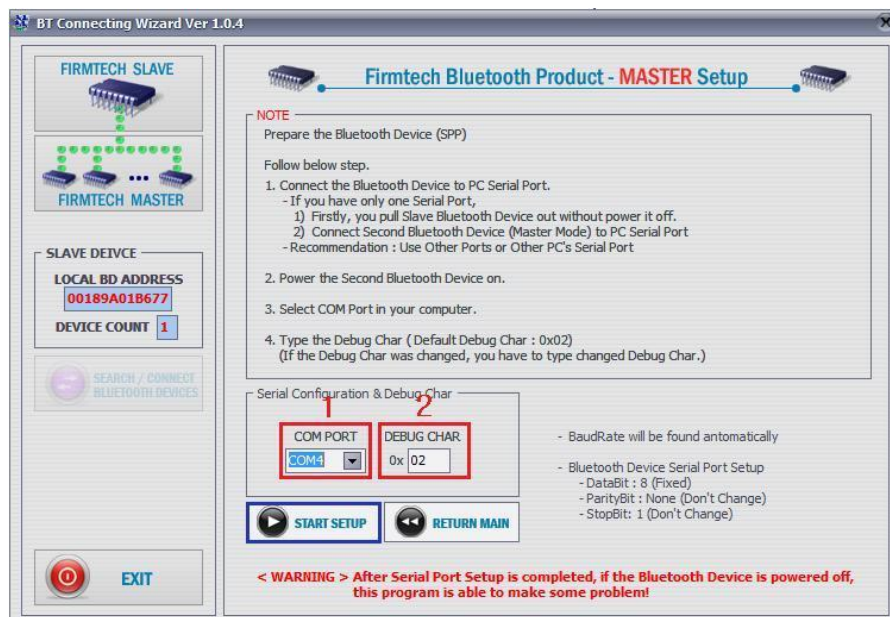 BT Connecting Wizard Ver 1.0.4
FIRMTECH SLAVE
FIRMTECH MASTER
SLAVE DEIVCE
LOCAL BD ADDRESS
00189A01B677
DEVICE COUNT 1
SEARCH / CONNECT
BLUETOOTH DEVICES
EXIT
Firmtech Bluetooth Product - MASTER Setup
NOTE
Prepare the Bluetooth Device (SPP)
Follow below step.
1. Connect the Bluetooth Device to PC Serial Port.
- If you have only one Serial Port,
1) Firstly, you pull Slave Bluetooth Device out without power it off.
2) Connect Second Bluetooth Device (Master Mode) to PC Serial Port
- Recommendation : Use Other Ports or Other PC's Serial Port
2. Power the Second Bluetooth Device on.
3. Select COM Port in your computer.
4. Type the Debug Char ( Default Debug Char : 0x02)
(If the Debug Char was changed, you have to type changed Debug Char.)
Serial Configuration & Debug Char
1 2
COM PORT DEBUG CHAR
COM4 0x 02
START SETUP RETURN MAIN
- BaudRate will be found antomatically
- Bluetooth Device Serial Port Setup
- DataBit : 8 (Fixed)
- ParityBit : None (Don't Change)
- StopBit: 1 (Don't Change)
< WARNING > After Serial Port Setup is completed, if the Bluetooth Device is powered off,
this program is able to make some problem!